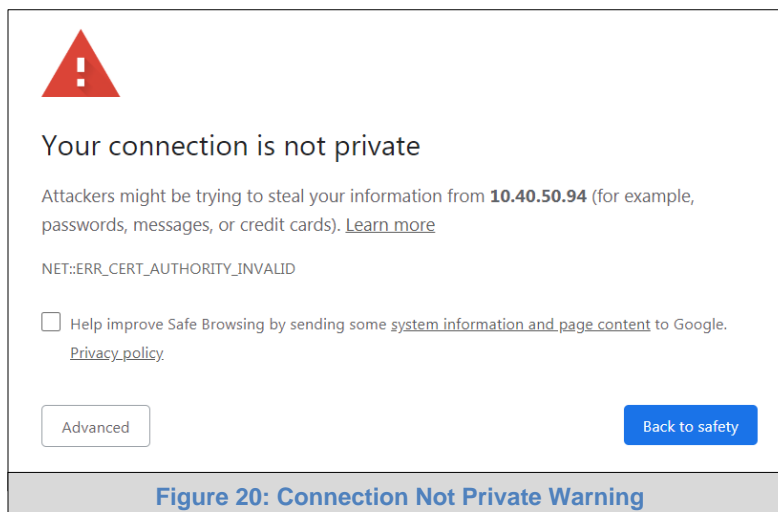 Your connection is not private
Attackers might be trying to steal your information from 10.40.50.94 (for example,
passwords, messages, or credit cards). Learn more
NET::ERR_CERT_AUTHORITY_INVALID
Help improve Safe Browsing by sending some system information and page content to Google.
Privacy policy
Advanced
Back to safety
Figure 20: Connection Not Private Warning